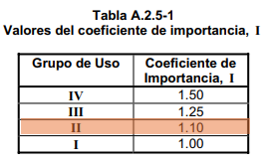 Tabla A.2.5-1
Valores del coeficiente de importancia, I
Grupo de Uso Coeficiente de
Importancia, I
IV 1.50
III 1.25
II 1.10
I 1.00